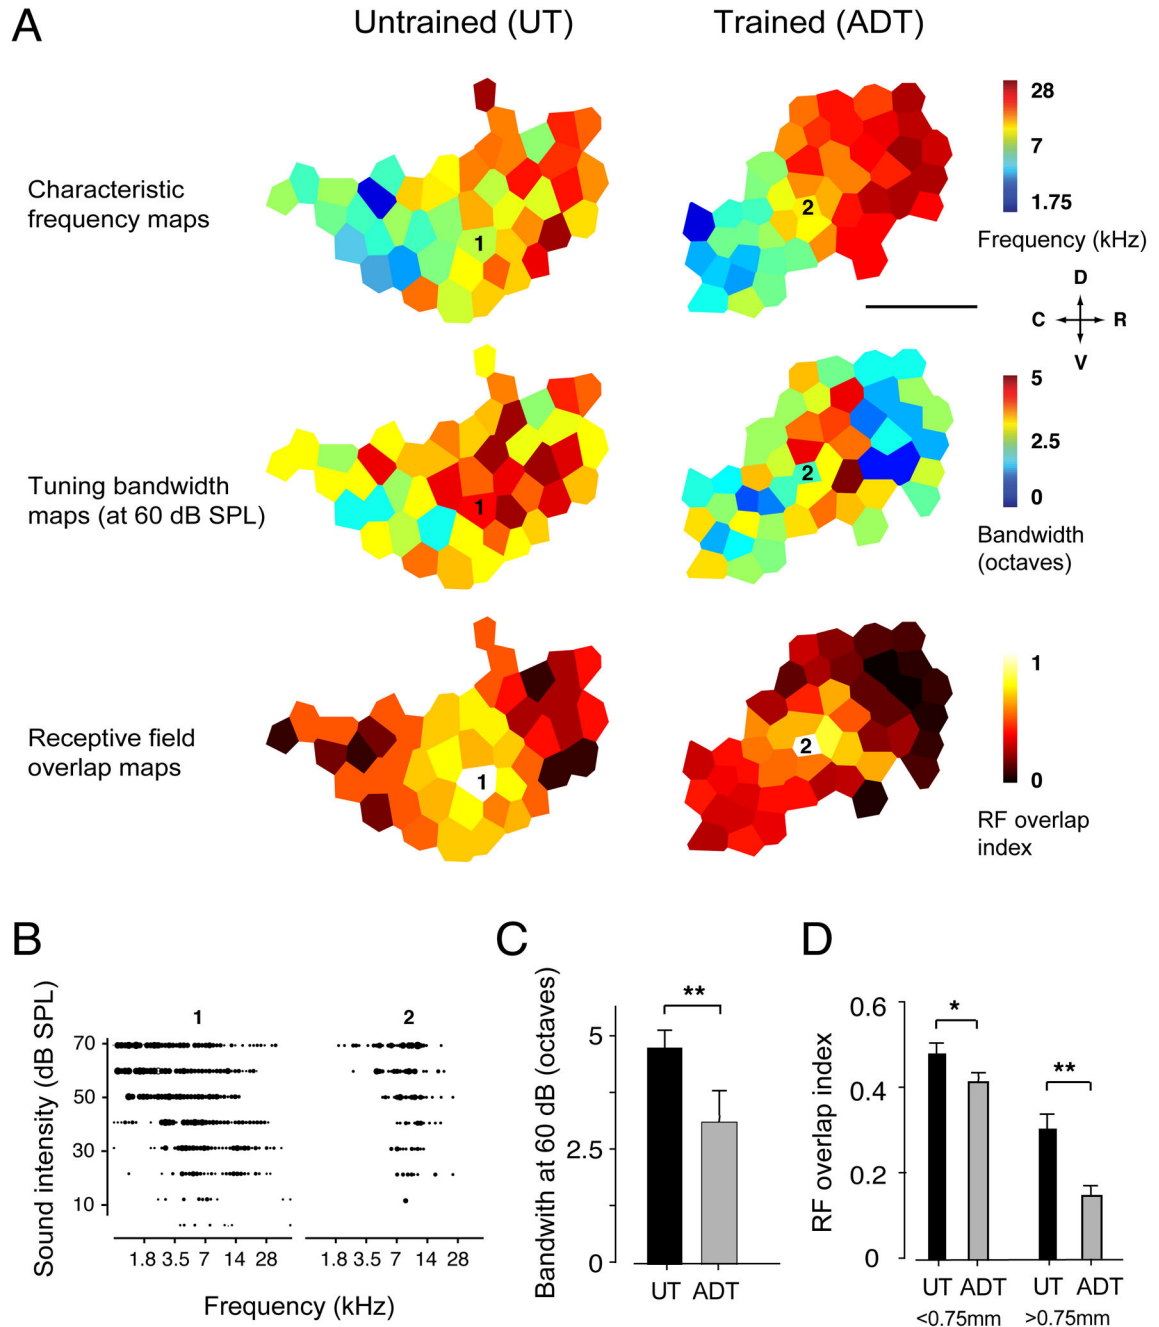 A
Untrained (UT)
Trained (ADT)
Characteristic
frequency maps
1
2
28
7
1.75
Frequency (kHz)
D
C
R
V
Tuning bandwidth
maps (at 60 dB SPL)
1
2
5
2.5
0
Bandwidth
(octaves)
Receptive field
overlap maps
1
2
1
0
RF overlap
index
B
Sound intensity (dB SPL)
1
2
70
50
30
10
1.8 3.5 7 14 28
1.8 3.5 7 14 28
Frequency (kHz)
C
Bandwith at 60 dB (octaves)
**
5
2.5
0
UT ADT
D
RF overlap index
*
**
0.6
0.4
0.2
0
UT ADT
UT ADT
<0.75mm >0.75mm